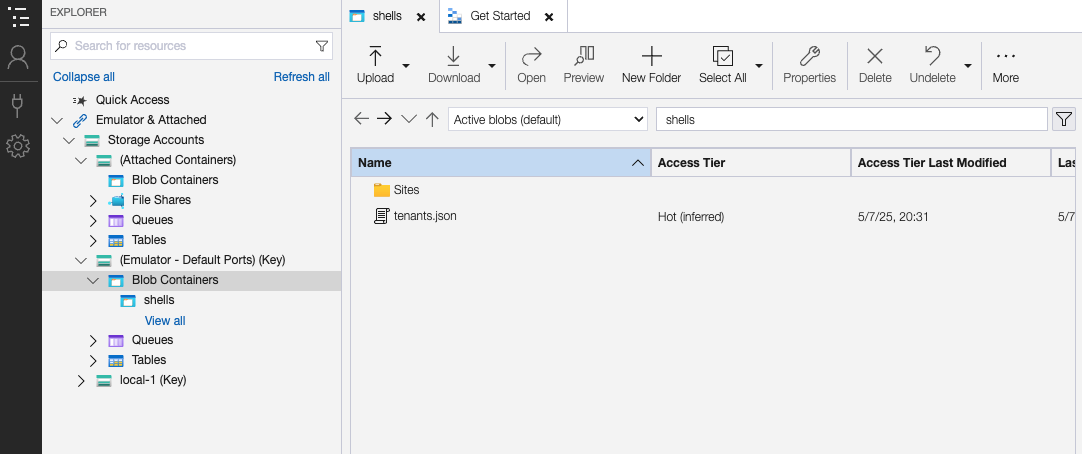 EXPLORER
Search for resources
Collapse all Refresh all
Quick Access
Emulator & Attached
Storage Accounts
(Attached Containers)
Blob Containers
File Shares
Queues
Tables
(Emulator - Default Ports) (Key)
Blob Containers
shells
View all
Queues
Tables
local-1 (Key)
shells Get Started
Upload Download Open Preview New Folder Select All Properties Delete Undelete More
Active blobs (default) shells
Name Access Tier Access Tier Last Modified Las
Sites
tenants.json Hot (inferred) 5/7/25, 20:31 5/7